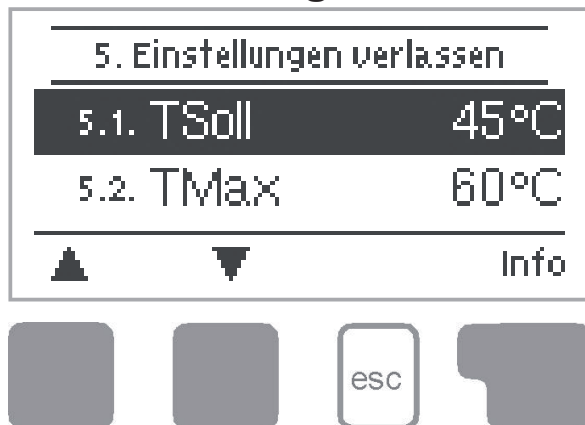 5. Einstellungen verlassen
5.1. TSoll 45°C
5.2. TMax 60°C
▲ ▼ Info
esc